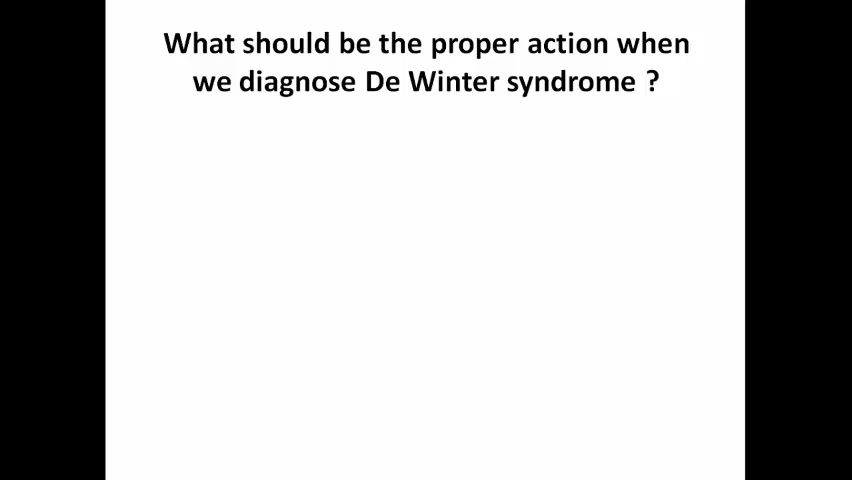 What should be the proper action when
we diagnose De Winter syndrome ?